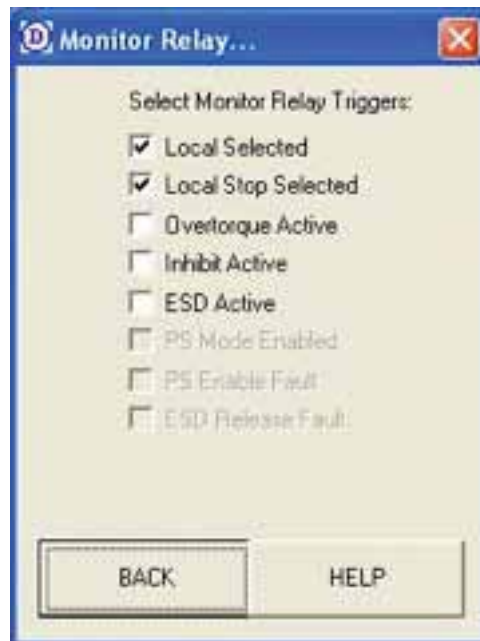 D Monitor Relay...
Select Monitor Relay Triggers:
Local Selected
Local Stop Selected
Overtorque Active
Inhibit Active
ESD Active
PS Mode Enabled
PS Enable Fault
ESD Release Fault
BACK HELP